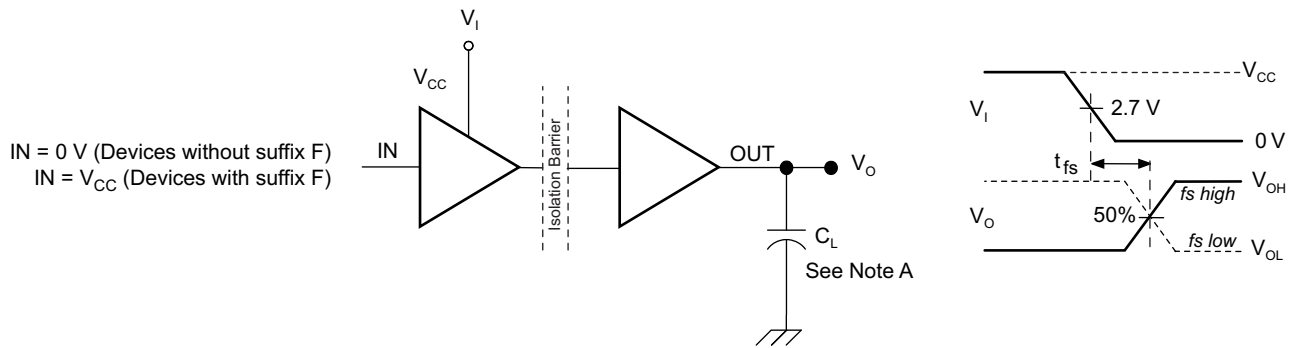 V_I
V_CC
IN = 0 V (Devices without suffix F)
IN = V_CC (Devices with suffix F)
IN
Isolation Barrier
OUT
V_O
C_L
See Note A
V_I
V_CC
2.7 V
0 V
t_fs
V_O
50%
fs high
V_OH
fs low
V_OL